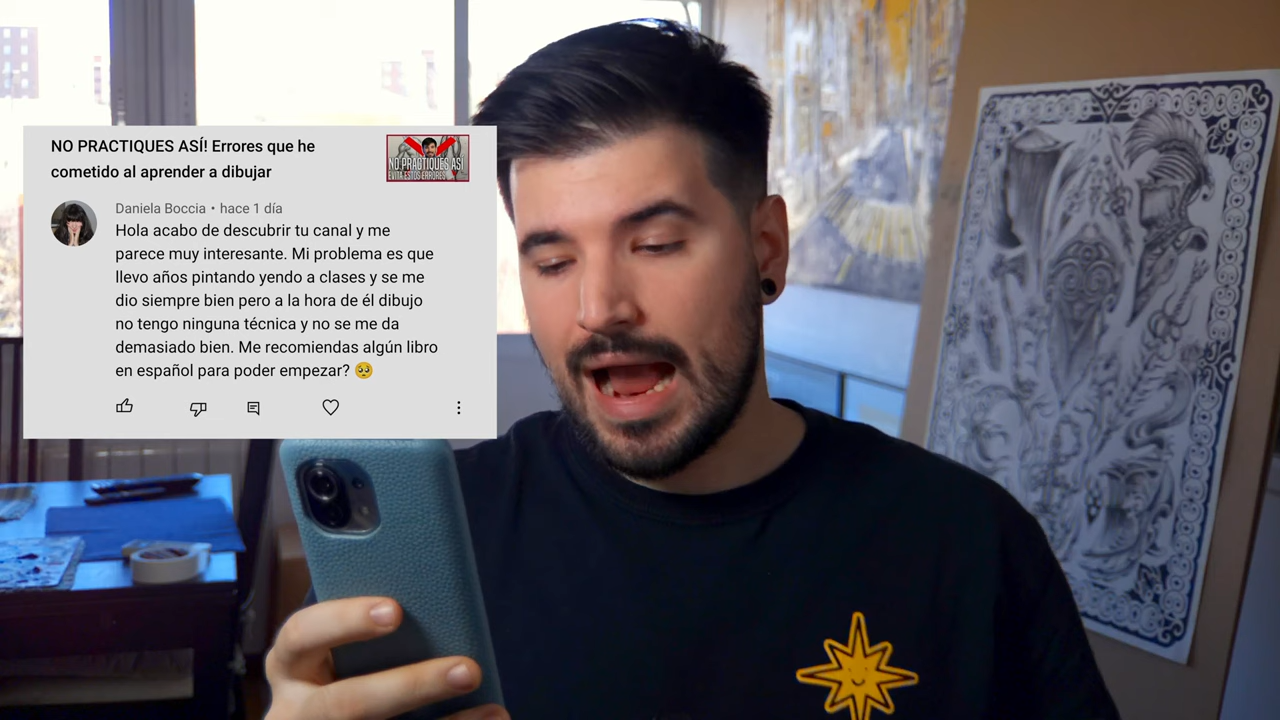 NO PRACTIQUES ASÍ! Errores que he
cometido al aprender a dibujar
NO PRACTIQUES ASÍ
EVITA ESTOS ERRORES
Daniela Boccia • hace 1 día
Hola acabo de descubrir tu canal y me
parece muy interesante. Mi problema es que
llevo años pintando yendo a clases y se me
dio siempre bien pero a la hora de él dibujo
no tengo ninguna técnica y no se me da
demasiado bien. Me recomiendas algún libro
en español para poder empezar? 🥺